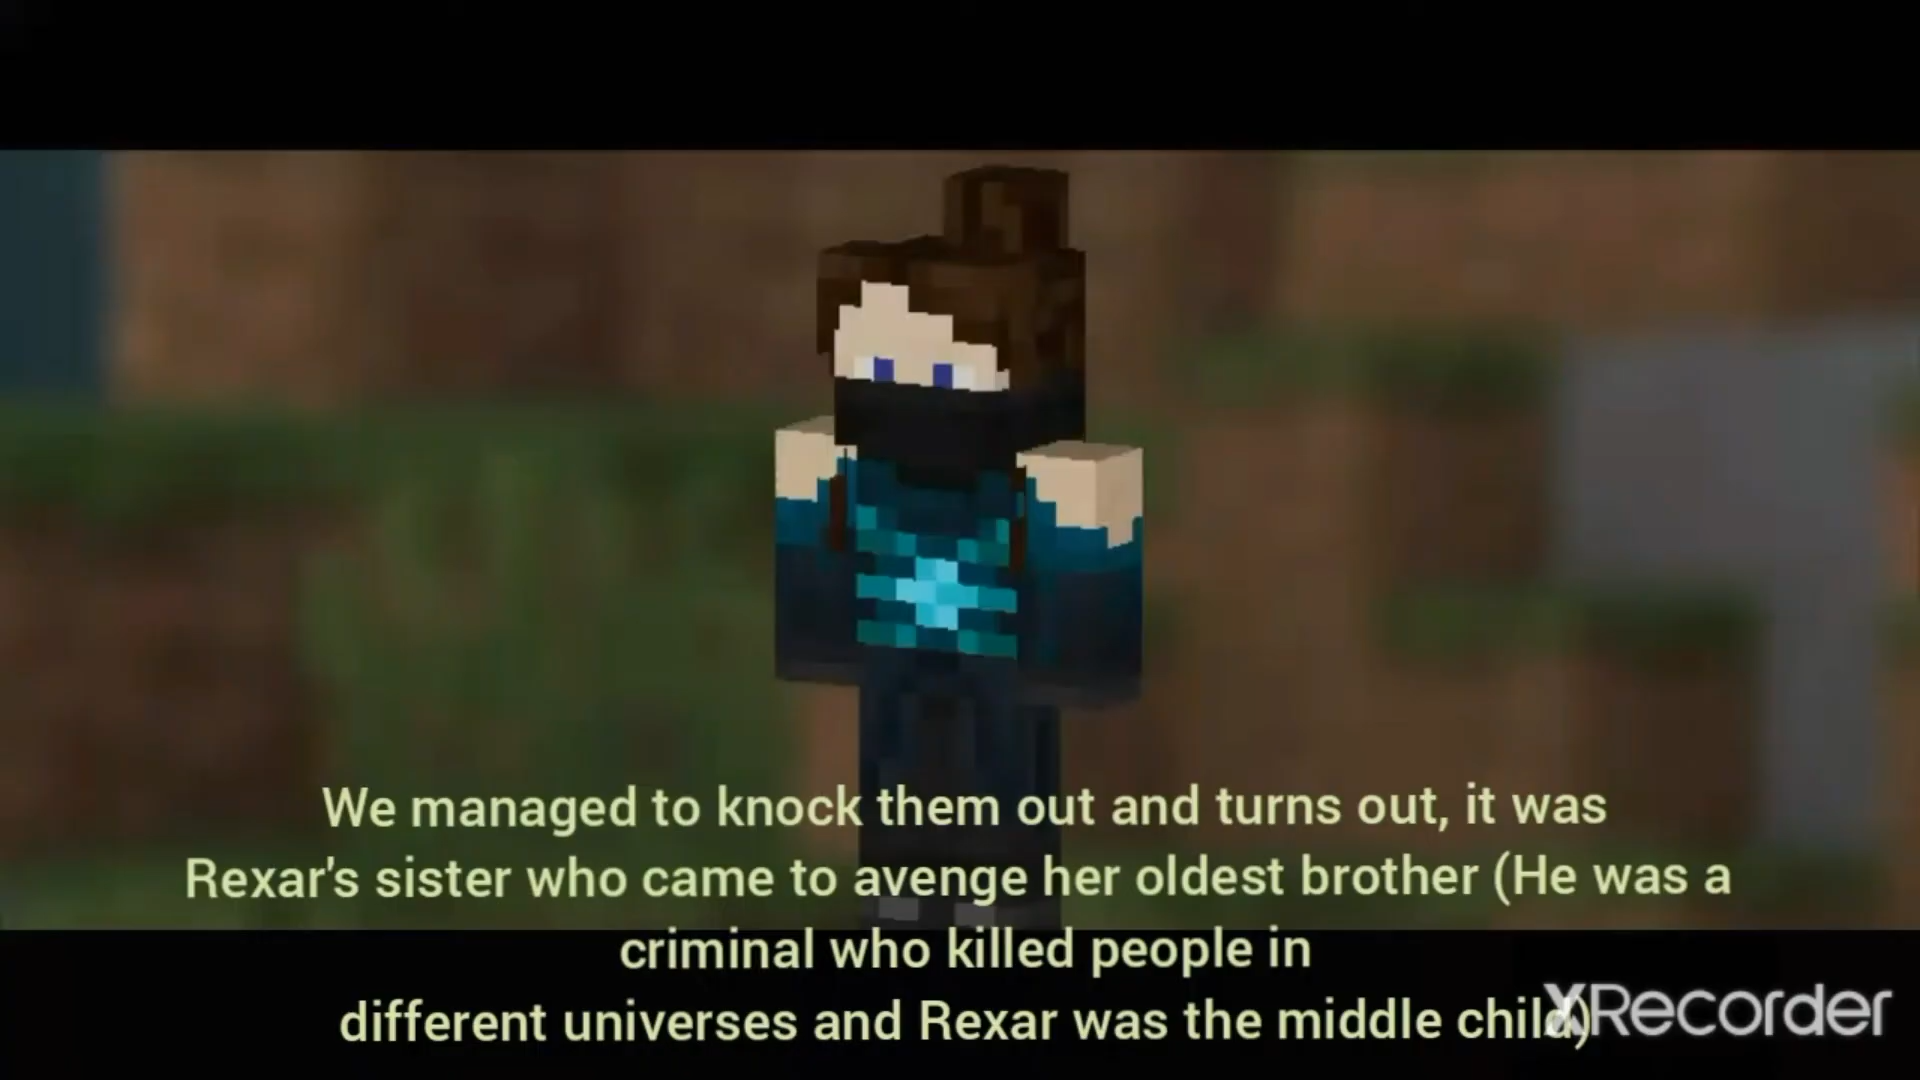 We managed to knock them out and turns out, it was
Rexar's sister who came to avenge her oldest brother (He was a
criminal who killed people in
different universes and Rexar was the middle child)
XRecorder